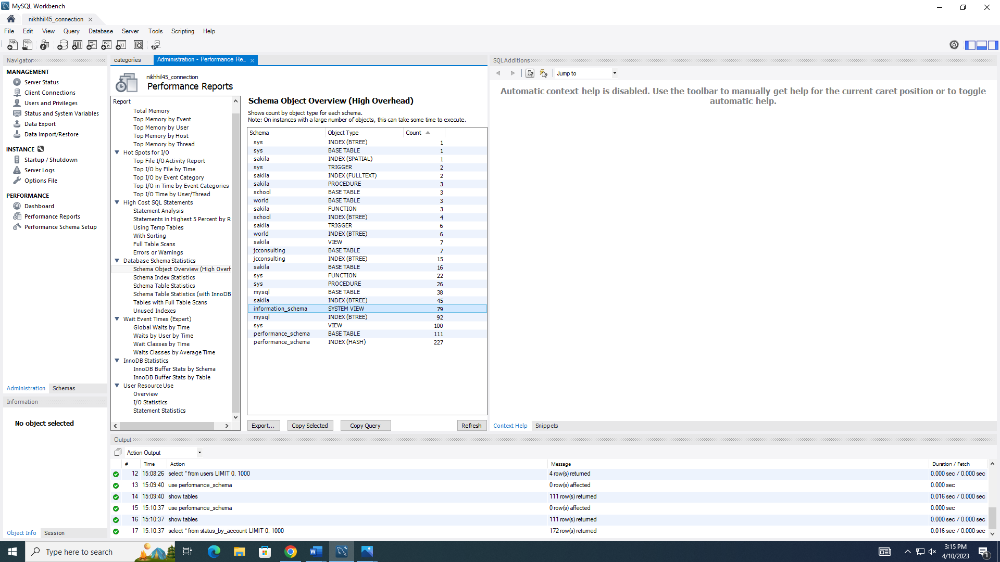 MySQL Workbench
nikhhil45_connection
File Edit View Query Database Server Tools Scripting Help
Navigator
MANAGEMENT
Server Status
Client Connections
Users and Privileges
Status and System Variables
Data Export
Data Import/Restore
INSTANCE
Startup / Shutdown
Server Logs
Options File
PERFORMANCE
Dashboard
Performance Reports
Performance Schema Setup
Administration Schemas
Information
No object selected
Object Info Session
categories
Administration - Performance Re...
nikhhil45_connection
Performance Reports
Report
Total Memory
Top Memory by Event
Top Memory by User
Top Memory by Host
Top Memory by Thread
Hot Spots for I/O
Top File I/O Activity Report
Top I/O by File by Time
Top I/O by Event Category
Top I/O in Time by Event Categories
Top I/O Time by User/Thread
High Cost SQL Statements
Statement Analysis
Statements in Highest 5 Percent by R
Using Temp Tables
With Sorting
Full Table Scans
Errors or Warnings
Database Schema Statistics
Schema Object Overview (High Overh
Schema Index Statistics
Schema Table Statistics
Schema Table Statistics (with InnoDB
Tables with Full Table Scans
Unused Indexes
Wait Event Times (Expert)
Global Waits by Time
Waits by User by Time
Wait Classes by Time
Waits Classes by Average Time
InnoDB Statistics
InnoDB Buffer Stats by Schema
InnoDB Buffer Stats by Table
User Resource Use
Overview
I/O Statistics
Statement Statistics
Schema Object Overview (High Overhead)
Shows count by object type for each schema.
Note: On instances with a large number of objects, this can take some time to execute.
Schema Object Type Count
sys INDEX (BTREE) 1
sys BASE TABLE 1
sakila INDEX (SPATIAL) 1
sys TRIGGER 2
sakila INDEX (FULLTEXT) 2
sakila PROCEDURE 3
school BASE TABLE 3
world BASE TABLE 3
sakila FUNCTION 3
school INDEX (BTREE) 4
sakila TRIGGER 6
world INDEX (BTREE) 6
sakila VIEW 7
jcconsulting BASE TABLE 7
jcconsulting INDEX (BTREE) 15
sakila BASE TABLE 16
sys FUNCTION 22
sys PROCEDURE 26
mysql BASE TABLE 38
sakila INDEX (BTREE) 45
information_schema SYSTEM VIEW 79
mysql INDEX (BTREE) 92
sys VIEW 100
performance_schema BASE TABLE 111
performance_schema INDEX (HASH) 227
Export... Copy Selected Copy Query Refresh
SQLAdditions
Jump to
Automatic context help is disabled. Use the toolbar to manually get help for the current caret position or to toggle
automatic help.
Context Help Snippets
Output
Action Output
# Time Action Message Duration / Fetch
12 15:08:26 select * from users LIMIT 0, 1000 4 row(s) returned 0.000 sec / 0.000 sec
13 15:09:40 use performance_schema 0 row(s) affected 0.000 sec
14 15:09:40 show tables 111 row(s) returned 0.016 sec / 0.000 sec
15 15:10:37 use performance_schema 0 row(s) affected 0.000 sec
16 15:10:37 show tables 111 row(s) returned 0.000 sec / 0.000 sec
17 15:10:37 select * from status_by_account LIMIT 0, 1000 172 row(s) returned 0.016 sec / 0.000 sec
Type here to search
3:15 PM
4/10/2023
1